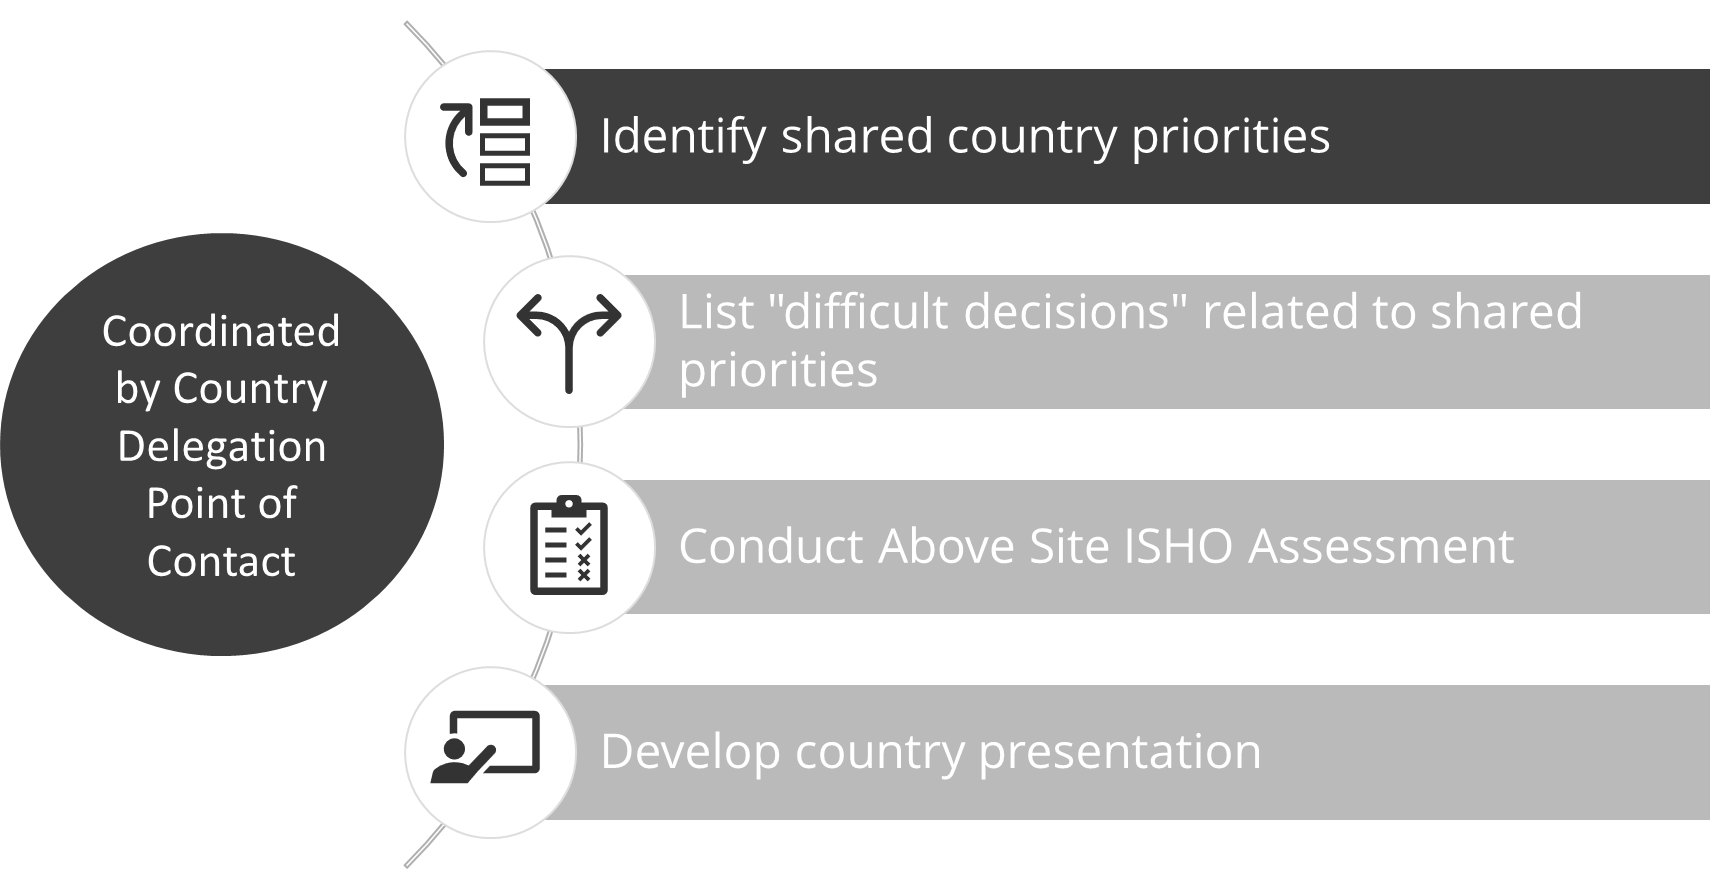 Coordinated
by Country
Delegation
Point of
Contact
Identify shared country priorities
List "difficult decisions" related to shared
priorities
Conduct Above Site ISHO Assessment
Develop country presentation